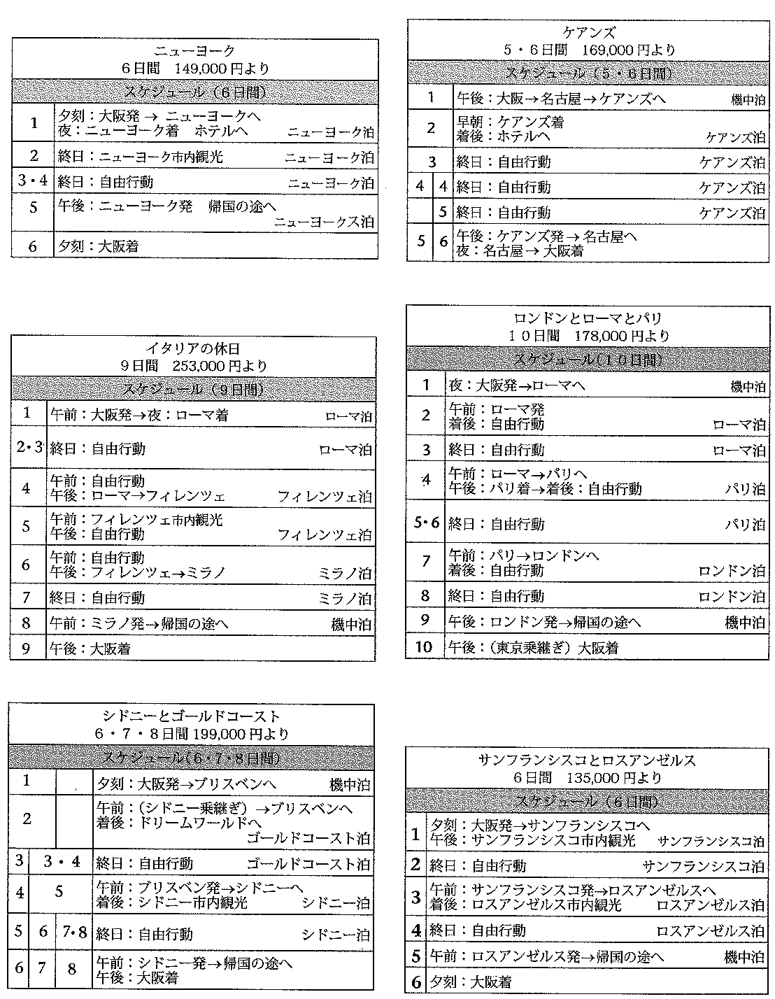 ニューヨーク
6日間　149,000円より
スケジュール（6日間）
1
夕刻：大阪発 → ニューヨークへ
夜：ニューヨーク着　ホテルへ　ニューヨーク泊
2　終日：ニューヨーク市内観光　ニューヨーク泊
3・4　終日：自由行動　ニューヨーク泊
5　午後：ニューヨーク発　帰国の途へ
ニューヨークス泊
6　夕刻：大阪着
ケアンズ
5・6日間　169,000円より
スケジュール（5・6日間）
1　午後：大阪→名古屋→ケアンズへ　機中泊
2
早朝：ケアンズ着
着後：ホテルへ　ケアンズ泊
3　終日：自由行動　ケアンズ泊
4　4　終日：自由行動　ケアンズ泊
5　終日：自由行動　ケアンズ泊
5　6
午後：ケアンズ発→名古屋へ
夜：名古屋→大阪着
イタリアの休日
9日間　253,000円より
スケジュール（9日間）
1　午前：大阪発→夜：ローマ着　ローマ泊
2・3　終日：自由行動　ローマ泊
4
午前：自由行動
午後：ローマ→フィレンツェ　フィレンツェ泊
5
午前：フィレンツェ市内観光
午後：自由行動　フィレンツェ泊
6
午前：自由行動
午後：フィレンツェ→ミラノ　ミラノ泊
7　終日：自由行動　ミラノ泊
8　午前：ミラノ発→帰国の途へ　機中泊
9　午後：大阪着
ロンドンとローマとパリ
10日間　178,000円より
スケジュール（10日間）
1　夜：大阪発→ローマへ　機中泊
2
午前：ローマ発
着後：自由行動　ローマ泊
3　終日：自由行動　ローマ泊
4
午前：ローマ→パリへ
午後：パリ着→着後：自由行動　パリ泊
5・6　終日：自由行動　パリ泊
7
午前：パリ→ロンドンへ
着後：自由行動　ロンドン泊
8　終日：自由行動　ロンドン泊
9　午後：ロンドン発→帰国の途へ　機中泊
10　午後：（東京乗継ぎ）大阪着
シドニーとゴールドコースト
6・7・8日間 199,000円より
スケジュール（6・7・8日間）
1　夕刻：大阪発→ブリスベンへ　機中泊
2
午前：（シドニー乗継ぎ）→ブリスベンへ
着後：ドリームワールドへ
ゴールドコースト泊
3　3・4　終日：自由行動　ゴールドコースト泊
4　5
午前：ブリスベン発→シドニーへ
着後：シドニー市内観光　シドニー泊
5　6　7・8　終日：自由行動　シドニー泊
6　7　8
午前：シドニー発→帰国の途へ
午後：大阪着
サンフランシスコとロスアンゼルス
6日間　135,000円より
スケジュール（6日間）
1
夕刻：大阪発→サンフランシスコへ
午後：サンフランシスコ市内観光　サンフランシスコ泊
2　終日：自由行動　サンフランシスコ泊
3
午前：サンフランシスコ発→ロスアンゼルスへ
着後：ロスアンゼルス市内観光　ロスアンゼルス泊
4　終日：自由行動　ロスアンゼルス泊
5　午前：ロスアンゼルス発→帰国の途へ　機中泊
6　夕刻：大阪着